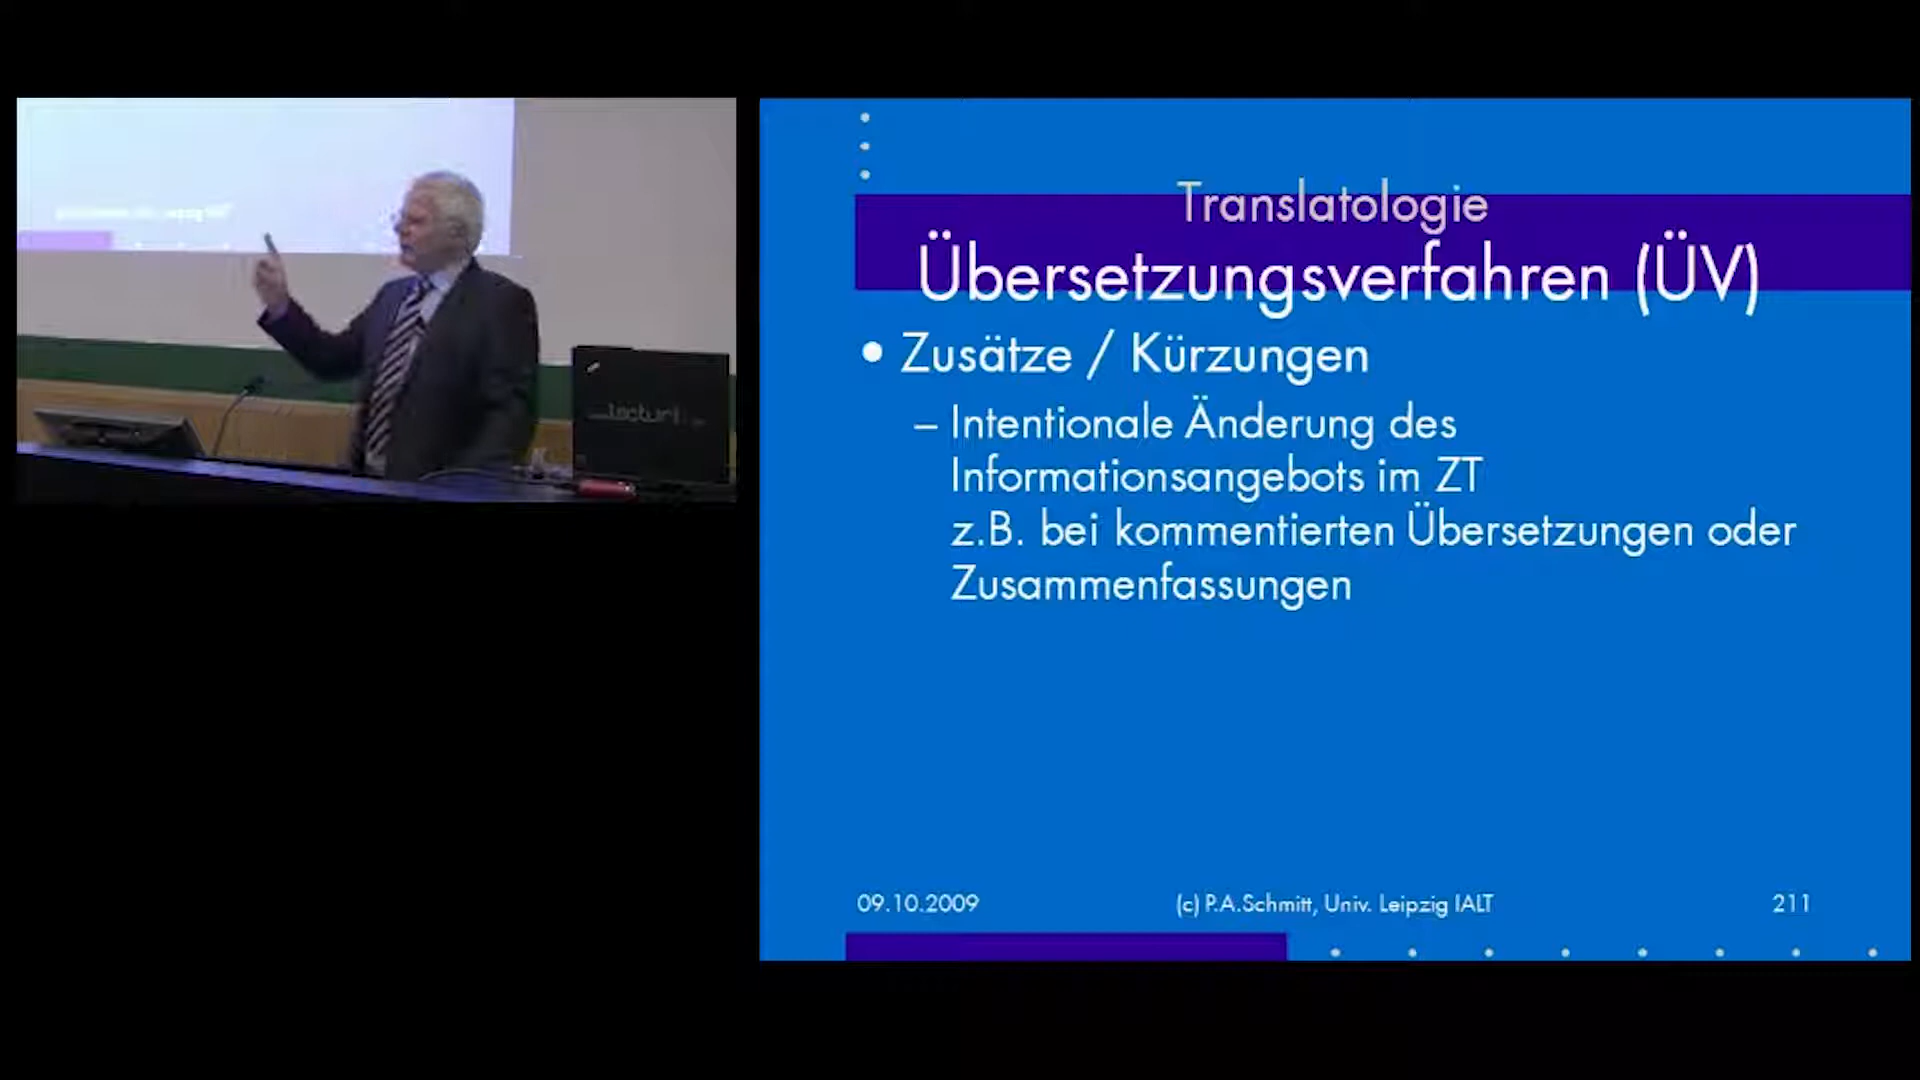 Translatologie
Übersetzungsverfahren (ÜV)
• Zusätze / Kürzungen
– Intentionale Änderung des
Informationsangebots im ZT
z.B. bei kommentierten Übersetzungen oder
Zusammenfassungen
09.10.2009 (c) P.A.Schmitt, Univ. Leipzig IALT 211